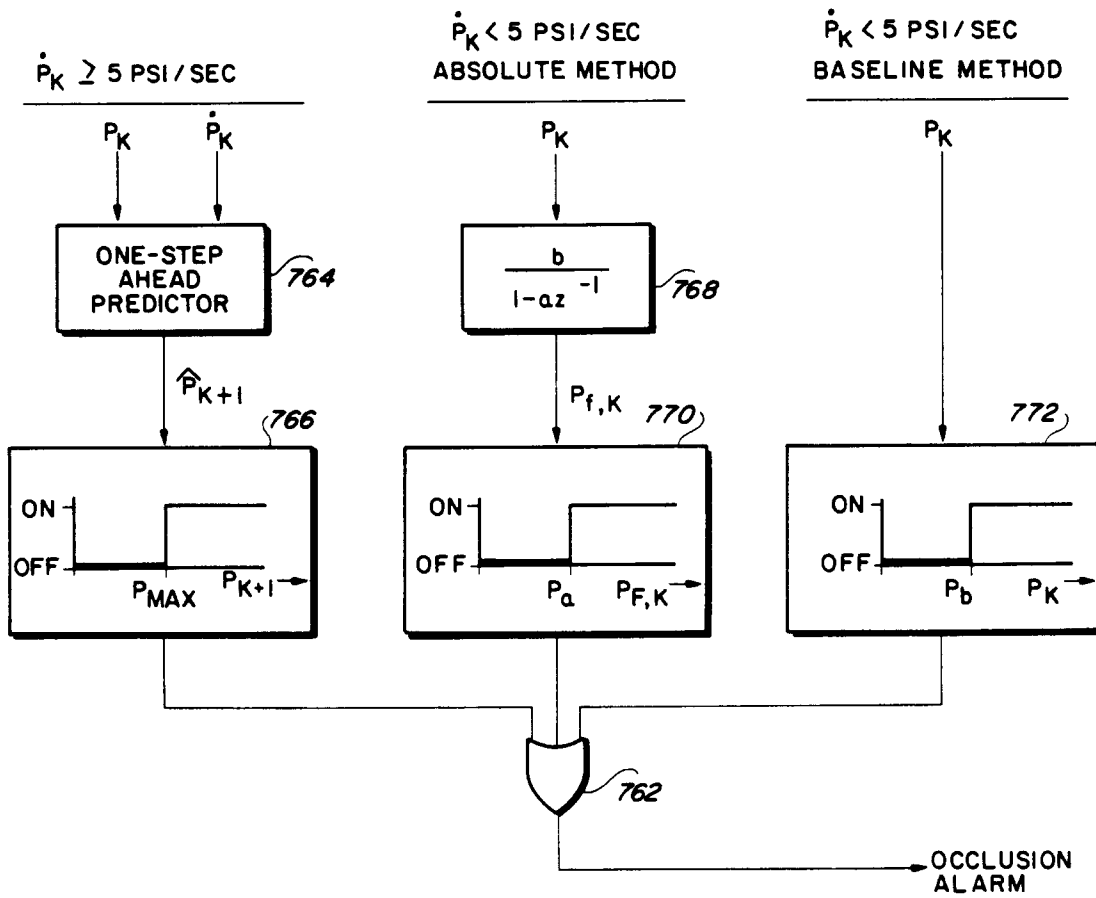 Ṗ_K ≥ 5 PSI/SEC
Ṗ_K < 5 PSI/SEC
ABSOLUTE METHOD
Ṗ_K < 5 PSI/SEC
BASELINE METHOD
P_K
Ṗ_K
P_K
P_K
ONE-STEP
AHEAD
PREDICTOR
764
b
1-az^-1
768
P̂_K+1
P_f,K
766
ON
OFF
P_MAX
P_K+1
770
ON
OFF
P_a
P_F,K
772
ON
OFF
P_b
P_K
762
OCCLUSION
ALARM